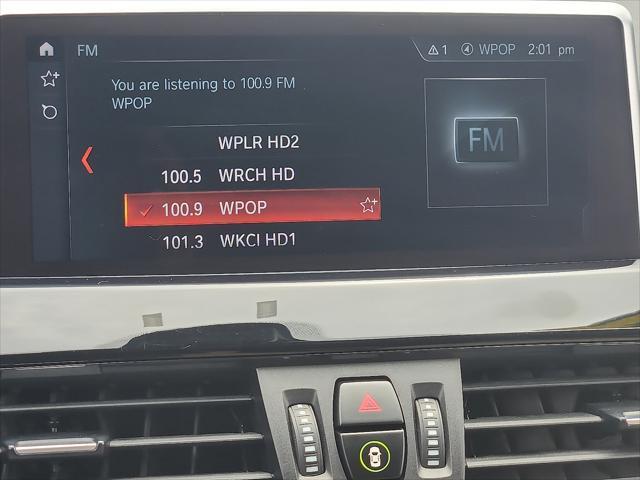 FM
1 4 WPOP 2:01 pm
You are listening to 100.9 FM
WPOP
FM
WPLR HD2
100.5 WRCH HD
100.9 WPOP
101.3 WKCI HD1